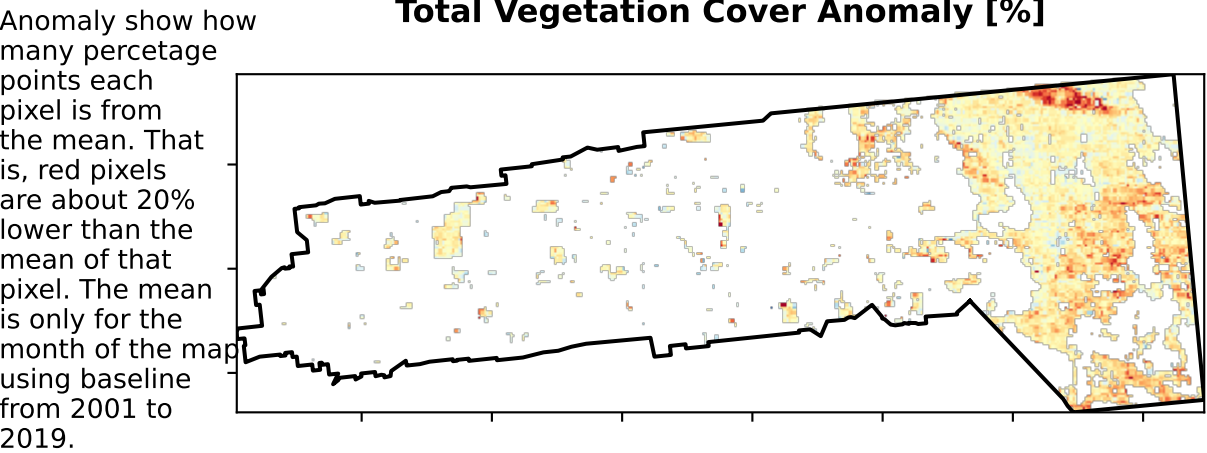 Total Vegetation Cover Anomaly [%]
Anomaly show how
many percetage
points each
pixel is from
the mean. That
is, red pixels
are about 20%
lower than the
mean of that
pixel. The mean
is only for the
month of the map
using baseline
from 2001 to
2019.